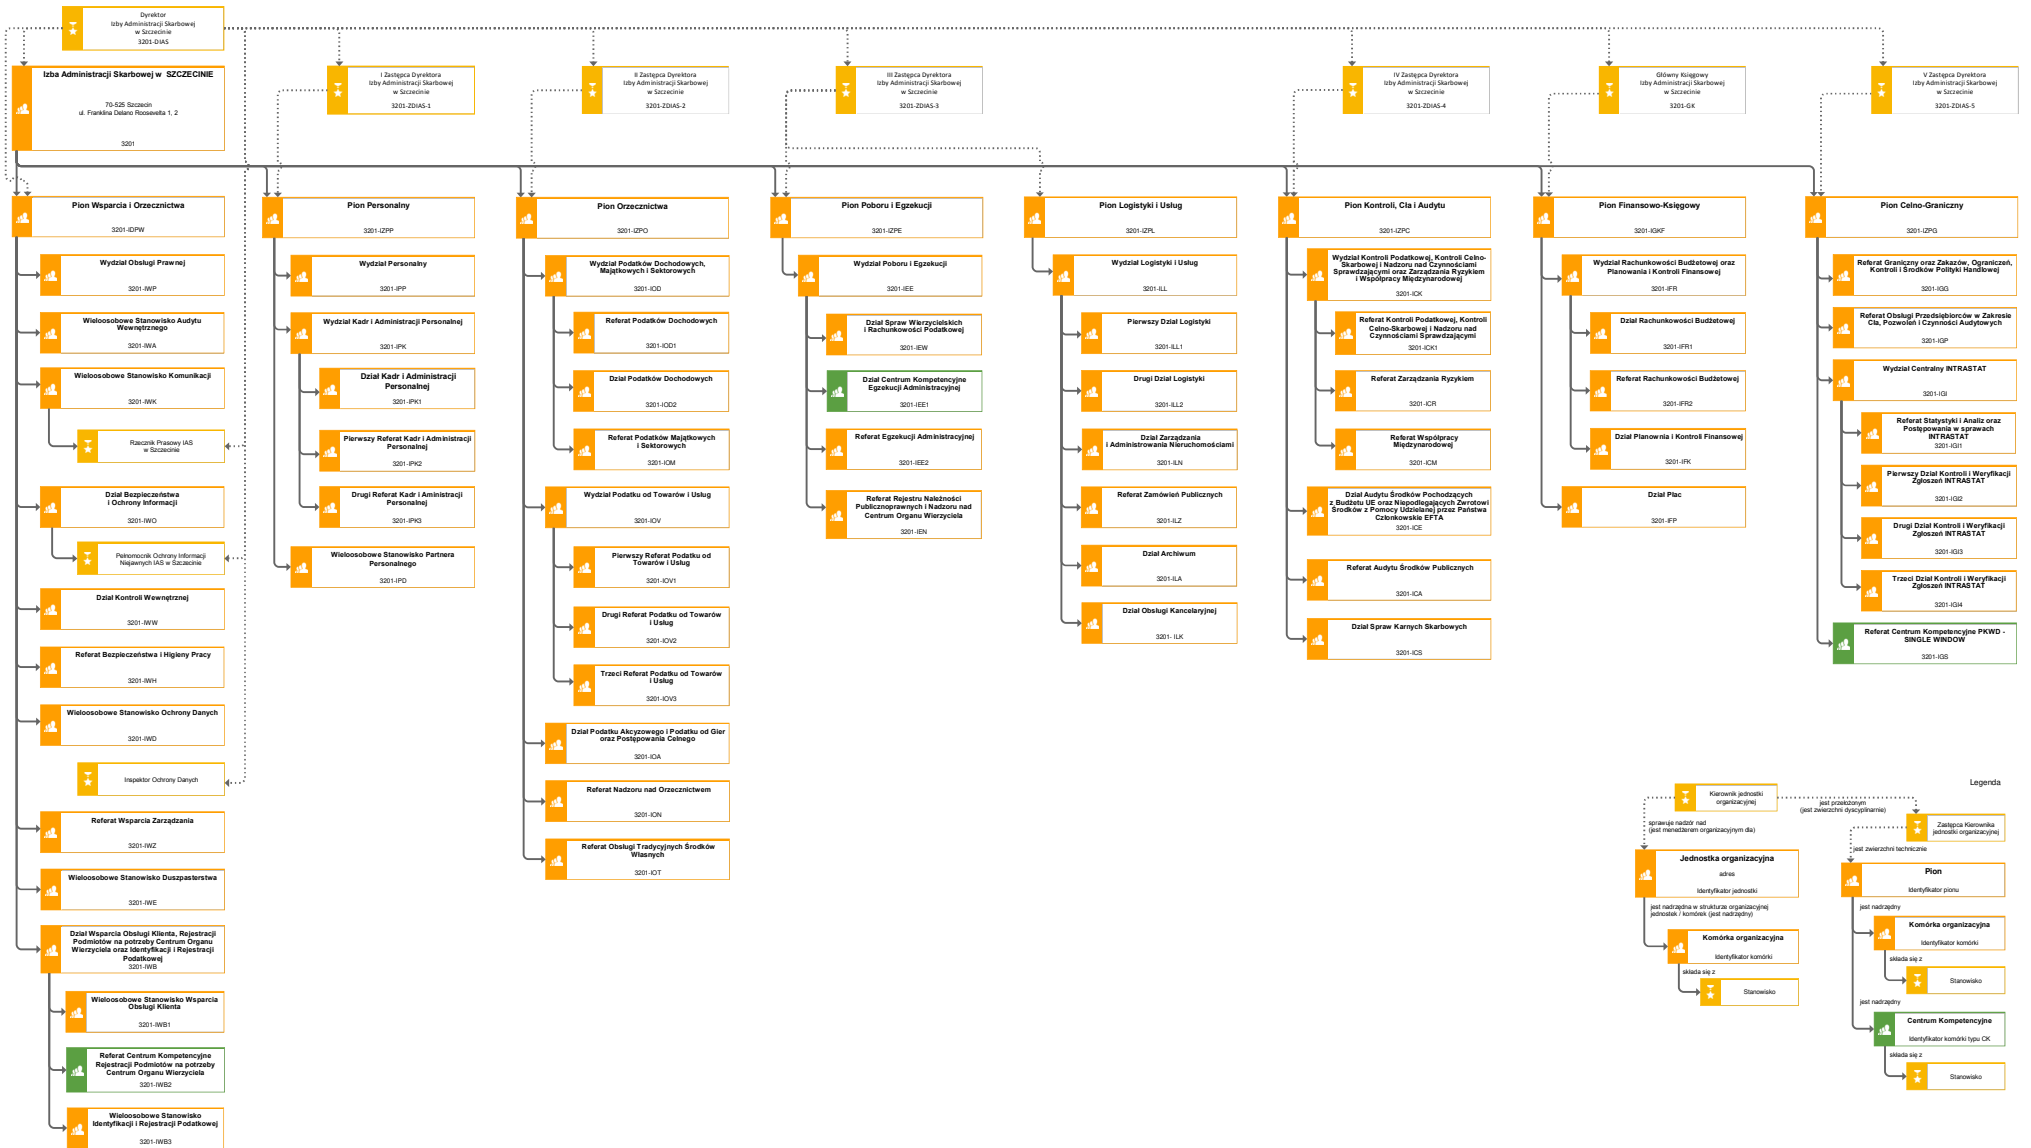 Dyrektor
Izby Administracji Skarbowej
w Szczecinie
3201-DIAS
Izba Administracji Skarbowej w SZCZECINIE
70-525 Szczecin
ul. Franklina Delano Roosevelta 1, 2
3201
I Zastępca Dyrektora
Izby Administracji Skarbowej
w Szczecinie
3201-ZDIAS-1
II Zastępca Dyrektora
Izby Administracji Skarbowej
w Szczecinie
3201-ZDIAS-2
III Zastępca Dyrektora
Izby Administracji Skarbowej
w Szczecinie
3201-ZDIAS-3
IV Zastępca Dyrektora
Izby Administracji Skarbowej
w Szczecinie
3201-ZDIAS-4
Główny Księgowy
Izby Administracji Skarbowej
w Szczecinie
3201-GK
V Zastępca Dyrektora
Izby Administracji Skarbowej
w Szczecinie
3201-ZDIAS-5
Pion Wsparcia i Orzecznictwa
3201-IDPW
Wydział Obsługi Prawnej
3201-IWP
Wieloosobowe Stanowisko Audytu
Wewnętrznego
3201-IWA
Wieloosobowe Stanowisko Komunikacji
3201-IWK
Rzecznik Prasowy IAS
w Szczecinie
Dział Bezpieczeństwa
i Ochrony Informacji
3201-IWO
Pełnomocnik Ochrony Informacji
Niejawnych IAS w Szczecinie
Dział Kontroli Wewnętrznej
3201-IWW
Referat Bezpieczeństwa i Higieny Pracy
3201-IWH
Wieloosobowe Stanowisko Ochrony Danych
3201-IWD
Inspektor Ochrony Danych
Referat Wsparcia Zarządzania
3201-IWZ
Wieloosobowe Stanowisko Duszpasterstwa
3201-IWE
Dział Wsparcia Obsługi Klienta, Rejestracji
Podmiotów na potrzeby Centrum Organu
Wierzyciela oraz Identyfikacji i Rejestracji
Podatkowej
3201-IWB
Wieloosobowe Stanowisko Wsparcia
Obsługi Klienta
3201-IWB1
Referat Centrum Kompetencyjne
Rejestracji Podmiotów na potrzeby
Centrum Organu Wierzyciela
3201-IWB2
Wieloosobowe Stanowisko
Identyfikacji i Rejestracji Podatkowej
3201-IWB3
Pion Personalny
3201-IZPP
Wydział Personalny
3201-IPP
Wydział Kadr i Administracji Personalnej
3201-IPK
Dział Kadr i Administracji
Personalnej
3201-IPK1
Pierwszy Referat Kadr i Administracji
Personalnej
3201-IPK2
Drugi Referat Kadr i Aministracji
Personalnej
3201-IPK3
Wieloosobowe Stanowisko Partnera
Personalnego
3201-IPD
Pion Orzecznictwa
3201-IZPO
Wydział Podatków Dochodowych,
Majątkowych i Sektorowych
3201-IOD
Referat Podatków Dochodowych
3201-IOD1
Dział Podatków Dochodowych
3201-IOD2
Referat Podatków Majątkowych
i Sektorowych
3201-IOM
Wydział Podatku od Towarów i Usług
3201-IOV
Pierwszy Referat Podatku od
Towarów i Usług
3201-IOV1
Drugi Referat Podatku od Towarów
i Usług
3201-IOV2
Trzeci Referat Podatku od Towarów
i Usług
3201-IOV3
Dział Podatku Akcyzowego i Podatku od Gier
oraz Postępowania Celnego
3201-IOA
Referat Nadzoru nad Orzecznictwem
3201-ION
Referat Obsługi Tradycyjnych Środków
Własnych
3201-IOT
Pion Poboru i Egzekucji
3201-IZPE
Wydział Poboru i Egzekucji
3201-IEE
Dział Spraw Wierzycielskich
i Rachunkowości Podatkowej
3201-IEW
Dział Centrum Kompetencyjne
Egzekucji Administracyjnej
3201-IEE1
Referat Egzekucji Administracyjnej
3201-IEE2
Referat Rejestru Należności
Publicznoprawnych i Nadzoru nad
Centrum Organu Wierzyciela
3201-IEN
Pion Logistyki i Usług
3201-IZPL
Wydział Logistyki i Usług
3201-ILL
Pierwszy Dział Logistyki
3201-ILL1
Drugi Dział Logistyki
3201-ILL2
Dział Zarządzania
i Administrowania Nieruchomościami
3201-ILN
Referat Zamówień Publicznych
3201-ILZ
Dział Archiwum
3201-ILA
Dział Obsługi Kancelaryjnej
3201- ILK
Pion Kontroli, Cła i Audytu
3201-IZPC
Wydział Kontroli Podatkowej, Kontroli Celno-
Skarbowej i Nadzoru nad Czynnościami
Sprawdzającymi oraz Zarządzania Ryzykiem
i Współpracy Międzynarodowej
3201-ICK
Referat Kontroli Podatkowej, Kontroli
Celno-Skarbowej i Nadzoru nad
Czynnościami Sprawdzającymi
3201-ICK1
Referat Zarządzania Ryzykiem
3201-ICR
Referat Współpracy
Międzynarodowej
3201-ICM
Dział Audytu Środków Pochodzących
z Budżetu UE oraz Niepodlegających Zwrotowi
Środków z Pomocy Udzielanej przez Państwa
Członkowskie EFTA
3201-ICE
Referat Audytu Środków Publicznych
3201-ICA
Dział Spraw Karnych Skarbowych
3201-ICS
Pion Finansowo-Księgowy
3201-IGKF
Wydział Rachunkowości Budżetowej oraz
Planowania i Kontroli Finansowej
3201-IFR
Dział Rachunkowości Budżetowej
3201-IFR1
Referat Rachunkowości Budżetowej
3201-IFR2
Dział Planownia i Kontroli Finansowej
3201-IFK
Dział Płac
3201-IFP
Pion Celno-Graniczny
3201-IZPG
Referat Graniczny oraz Zakazów, Ograniczeń,
Kontroli i Środków Polityki Handlowej
3201-IGG
Referat Obsługi Przedsiębiorców w Zakresie
Cła, Pozwoleń i Czynności Audytowych
3201-IGP
Wydział Centralny INTRASTAT
3201-IGI
Referat Statystyki i Analiz oraz
Postępowania w sprawach
INTRASTAT
3201-IGI1
Pierwszy Dział Kontroli i Weryfikacji
Zgłoszeń INTRASTAT
3201-IGI2
Drugi Dział Kontroli i Weryfikacji
Zgłoszeń INTRASTAT
3201-IGI3
Trzeci Dział Kontroli i Weryfikacji
Zgłoszeń INTRASTAT
3201-IGI4
Referat Centrum Kompetencyjne PKWD -
SINGLE WINDOW
3201-IGS
Legenda
Kierownik jednostki
organizacyjnej
jest przełożonym
(jest zwierzchni dyscyplinarnie)
Zastępca Kierownika
jednostki organizacyjnej
sprawuje nadzór nad
(jest menedżerem organizacyjnym dla)
jest zwierzchni technicznie
Jednostka organizacyjna
adres
Identyfikator jednostki
jest nadrzędna w strukturze organizacyjnej
jednostek / komórek (jest nadrzędny)
Komórka organizacyjna
Identyfikator komórki
składa się z
Stanowisko
Pion
Identyfikator pionu
jest nadrzędny
Komórka organizacyjna
Identyfikator komórki
składa się z
Stanowisko
jest nadrzędny
Centrum Kompetencyjne
Identyfikator komórki typu CK
składa się z
Stanowisko